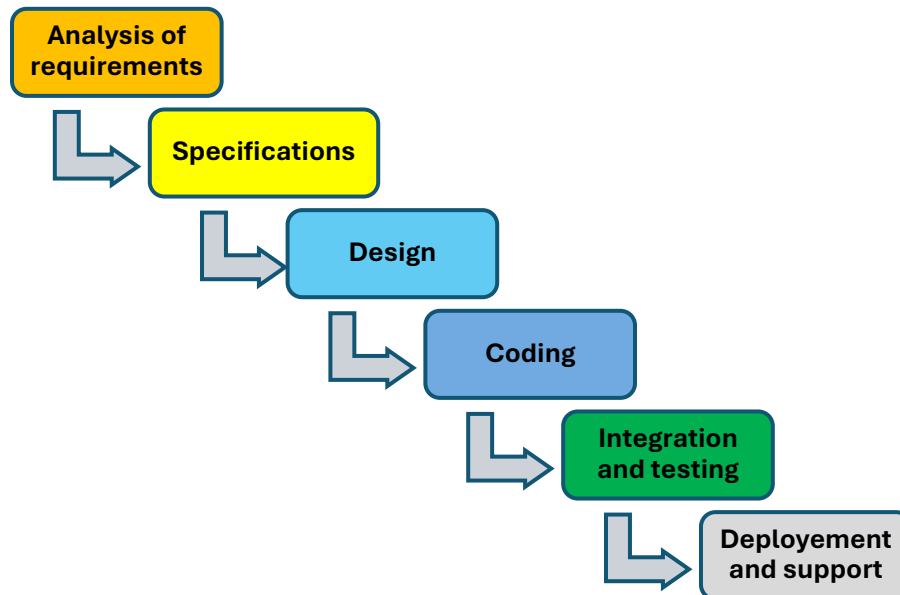 Analysis of
requirements
Specifications
Design
Coding
Integration
and testing
Deployement
and support